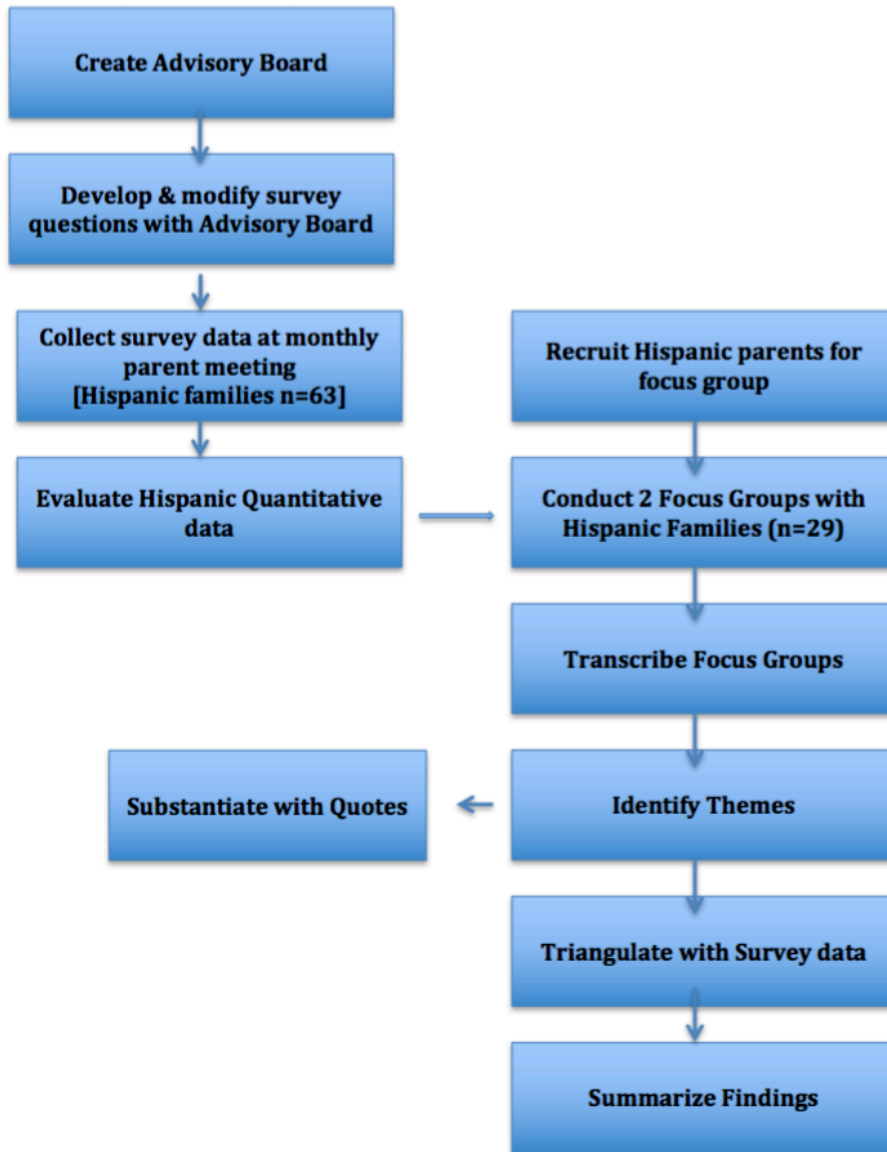 Create Advisory Board
Develop & modify survey
questions with Advisory Board
Collect survey data at monthly
parent meeting
[Hispanic families n=63]
Evaluate Hispanic Quantitative
data
Recruit Hispanic parents for
focus group
Conduct 2 Focus Groups with
Hispanic Families (n=29)
Transcribe Focus Groups
Identify Themes
Substantiate with Quotes
Triangulate with Survey data
Summarize Findings